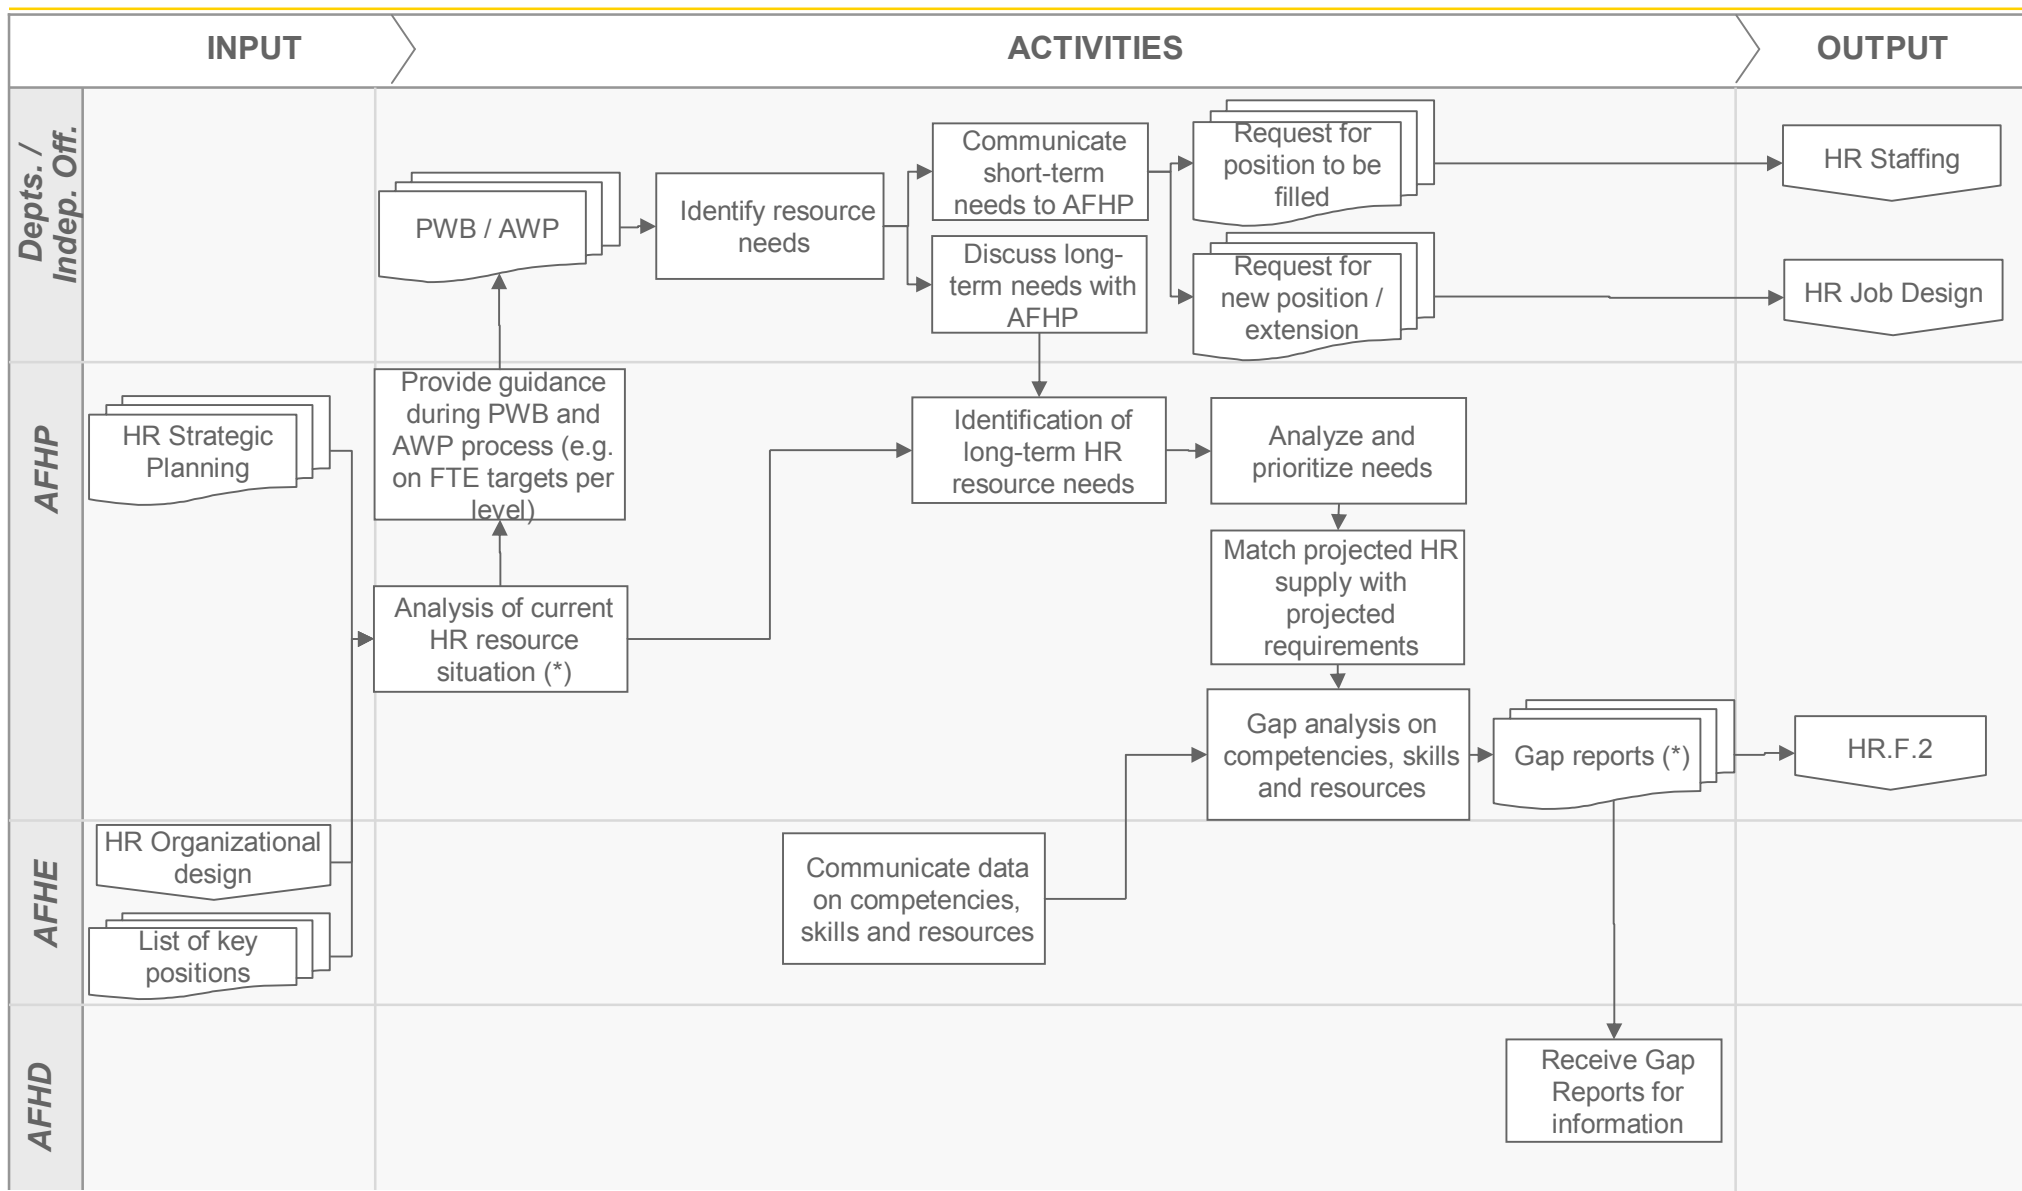 INPUT
ACTIVITIES
OUTPUT
Depts. /
Indep. Off.
PWB / AWP
Identify resource
needs
Communicate
short-term
needs to AFHP
Discuss long-
term needs with
AFHP
Request for
position to be
filled
Request for
new position /
extension
HR Staffing
HR Job Design
AFHP
HR Strategic
Planning
Provide guidance
during PWB and
AWP process (e.g.
on FTE targets per
level)
Analysis of current
HR resource
situation (*)
Identification of
long-term HR
resource needs
Analyze and
prioritize needs
Match projected HR
supply with
projected
requirements
Gap analysis on
competencies, skills
and resources
Gap reports (*)
HR.F.2
AFHE
HR Organizational
design
List of key
positions
Communicate data
on competencies,
skills and resources
AFHD
Receive Gap
Reports for
information